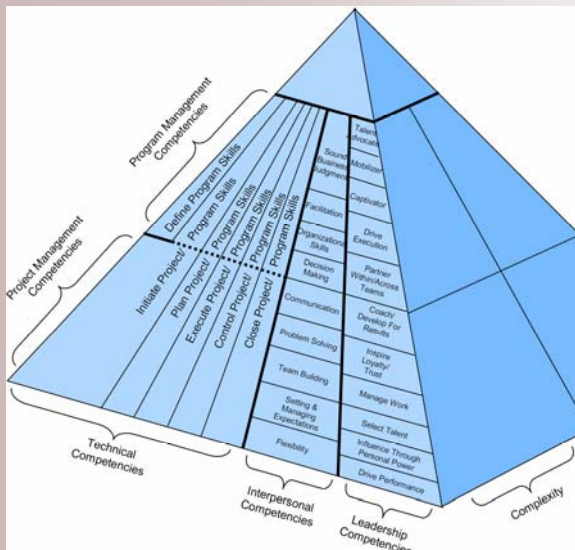 Program Management
Competencies
Project Management
Competencies
Define Program Skills
Initiate Project/ Program Skills
Plan Project/ Program Skills
Execute Project/ Program Skills
Control Project/ Program Skills
Close Project/ Program Skills
Sound
Business
Judgment
Facilitation
Organizational
Skills
Decision
Making
Communication
Problem Solving
Team Building
Setting &
Managing
Expectations
Flexibility
Talent
Advocate
Mobilizer
Captivator
Drive
Execution
Partner
Within/Across
Teams
Coach/
Develop For
Results
Inspire
Loyalty/
Trust
Manage Work
Select Talent
Influence Through
Personal Power
Drive Performance
Technical
Competencies
Interpersonal
Competencies
Leadership
Competencies
Complexity